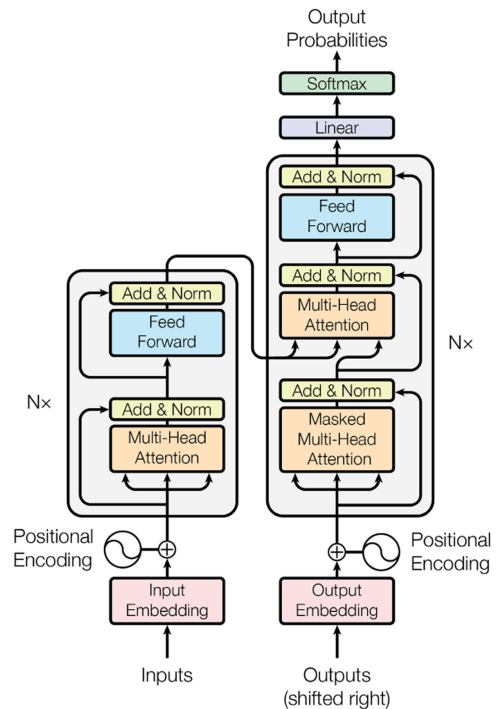 Output
Probabilities
Softmax
Linear
Add & Norm
Feed
Forward
Add & Norm
Multi-Head
Attention
Add & Norm
Masked
Multi-Head
Attention
N×
Add & Norm
Feed
Forward
Add & Norm
Multi-Head
Attention
N×
Positional
Encoding
Positional
Encoding
Input
Embedding
Output
Embedding
Inputs
Outputs
(shifted right)